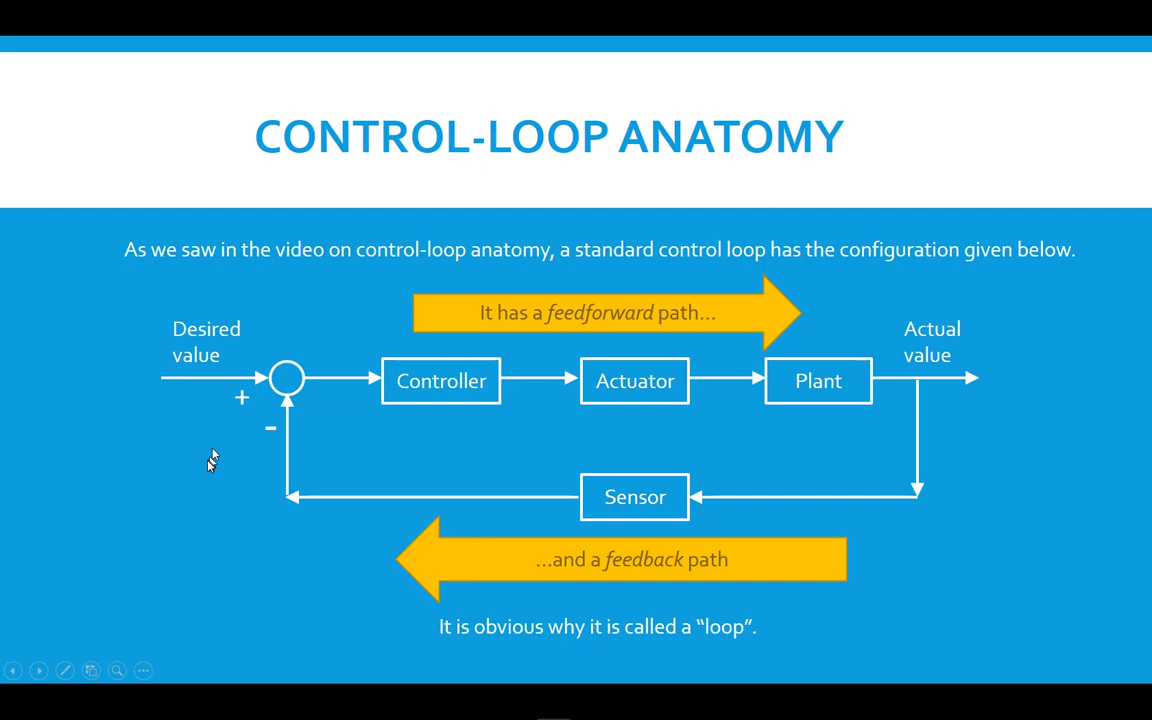 CONTROL-LOOP ANATOMY
As we saw in the video on control-loop anatomy, a standard control loop has the configuration given below.
It has a feedforward path…
Desired
value
Actual
value
Controller
Actuator
Plant
+
-
Sensor
…and a feedback path
It is obvious why it is called a “loop”.